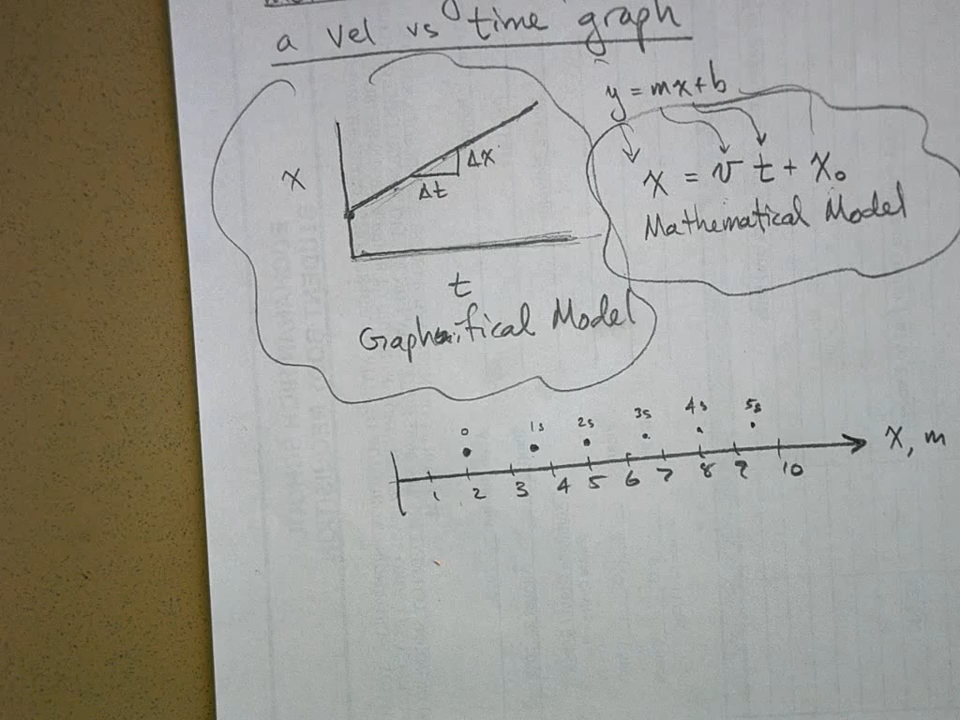 a vel vs time graph
y = mx + b
x
Δx
Δt
x = v t + x₀
Mathematical Model
t
Graphical Model
0 1s 2s 3s 4s 5s
x, m
1 2 3 4 5 6 7 8 9 10